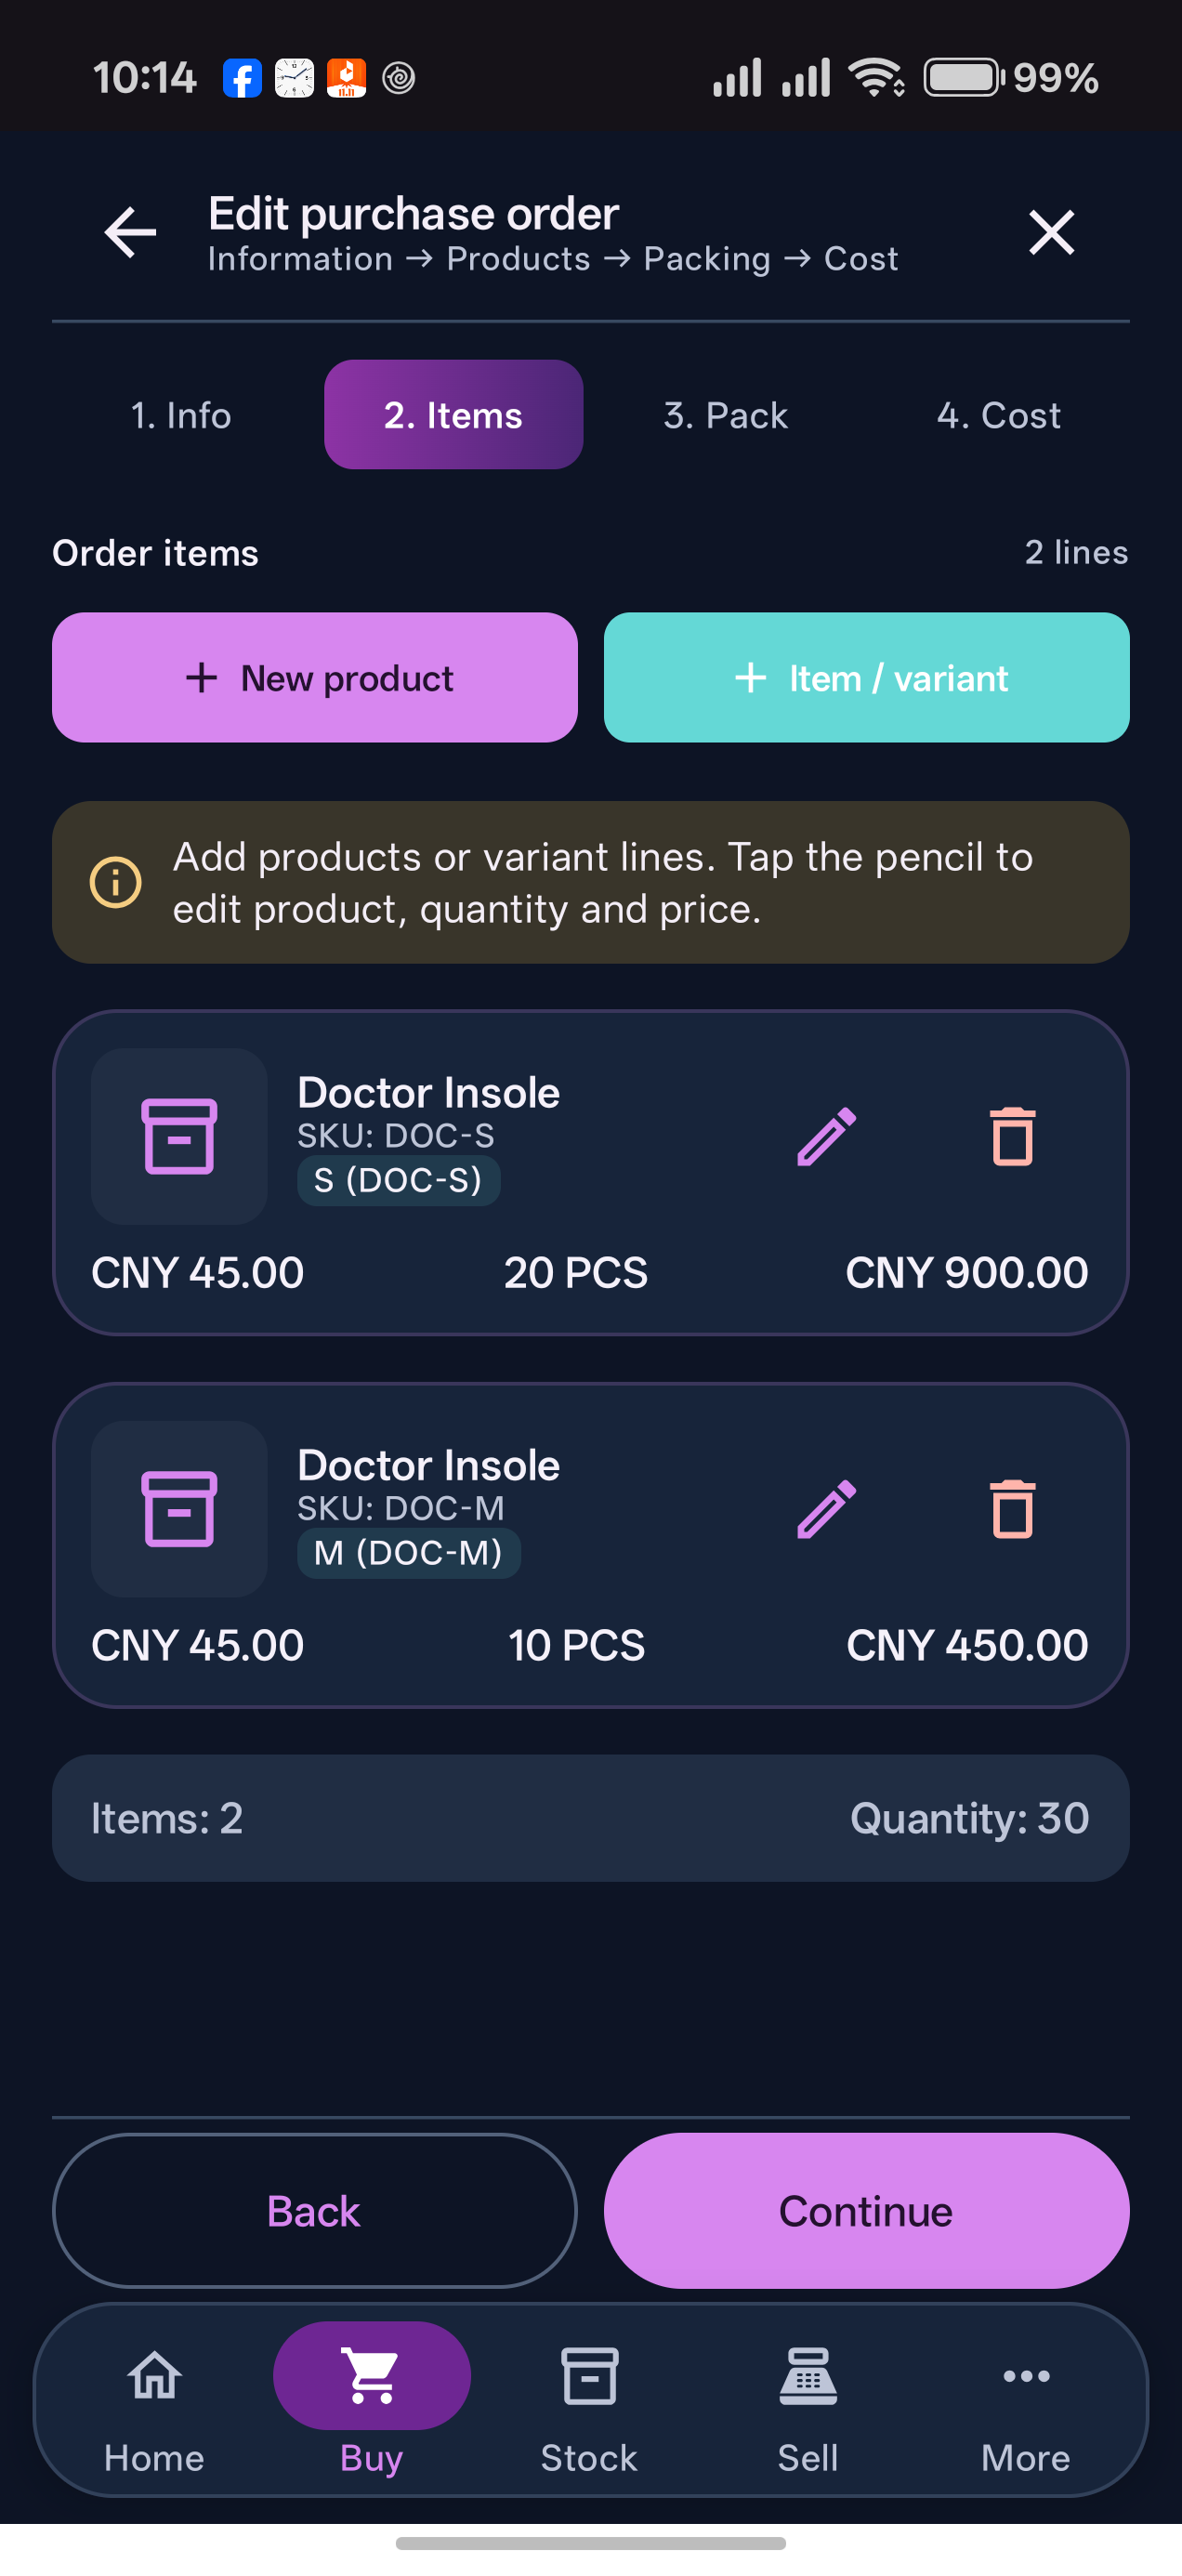 10:14
99%
Edit purchase order
Information → Products → Packing → Cost
1. Info
2. Items
3. Pack
4. Cost
Order items
2 lines
+ New product
+ Item / variant
Add products or variant lines. Tap the pencil to
edit product, quantity and price.
Doctor Insole
SKU: DOC-S
S (DOC-S)
CNY 45.00
20 PCS
CNY 900.00
Doctor Insole
SKU: DOC-M
M (DOC-M)
CNY 45.00
10 PCS
CNY 450.00
Items: 2
Quantity: 30
Back
Continue
Home
Buy
Stock
Sell
More